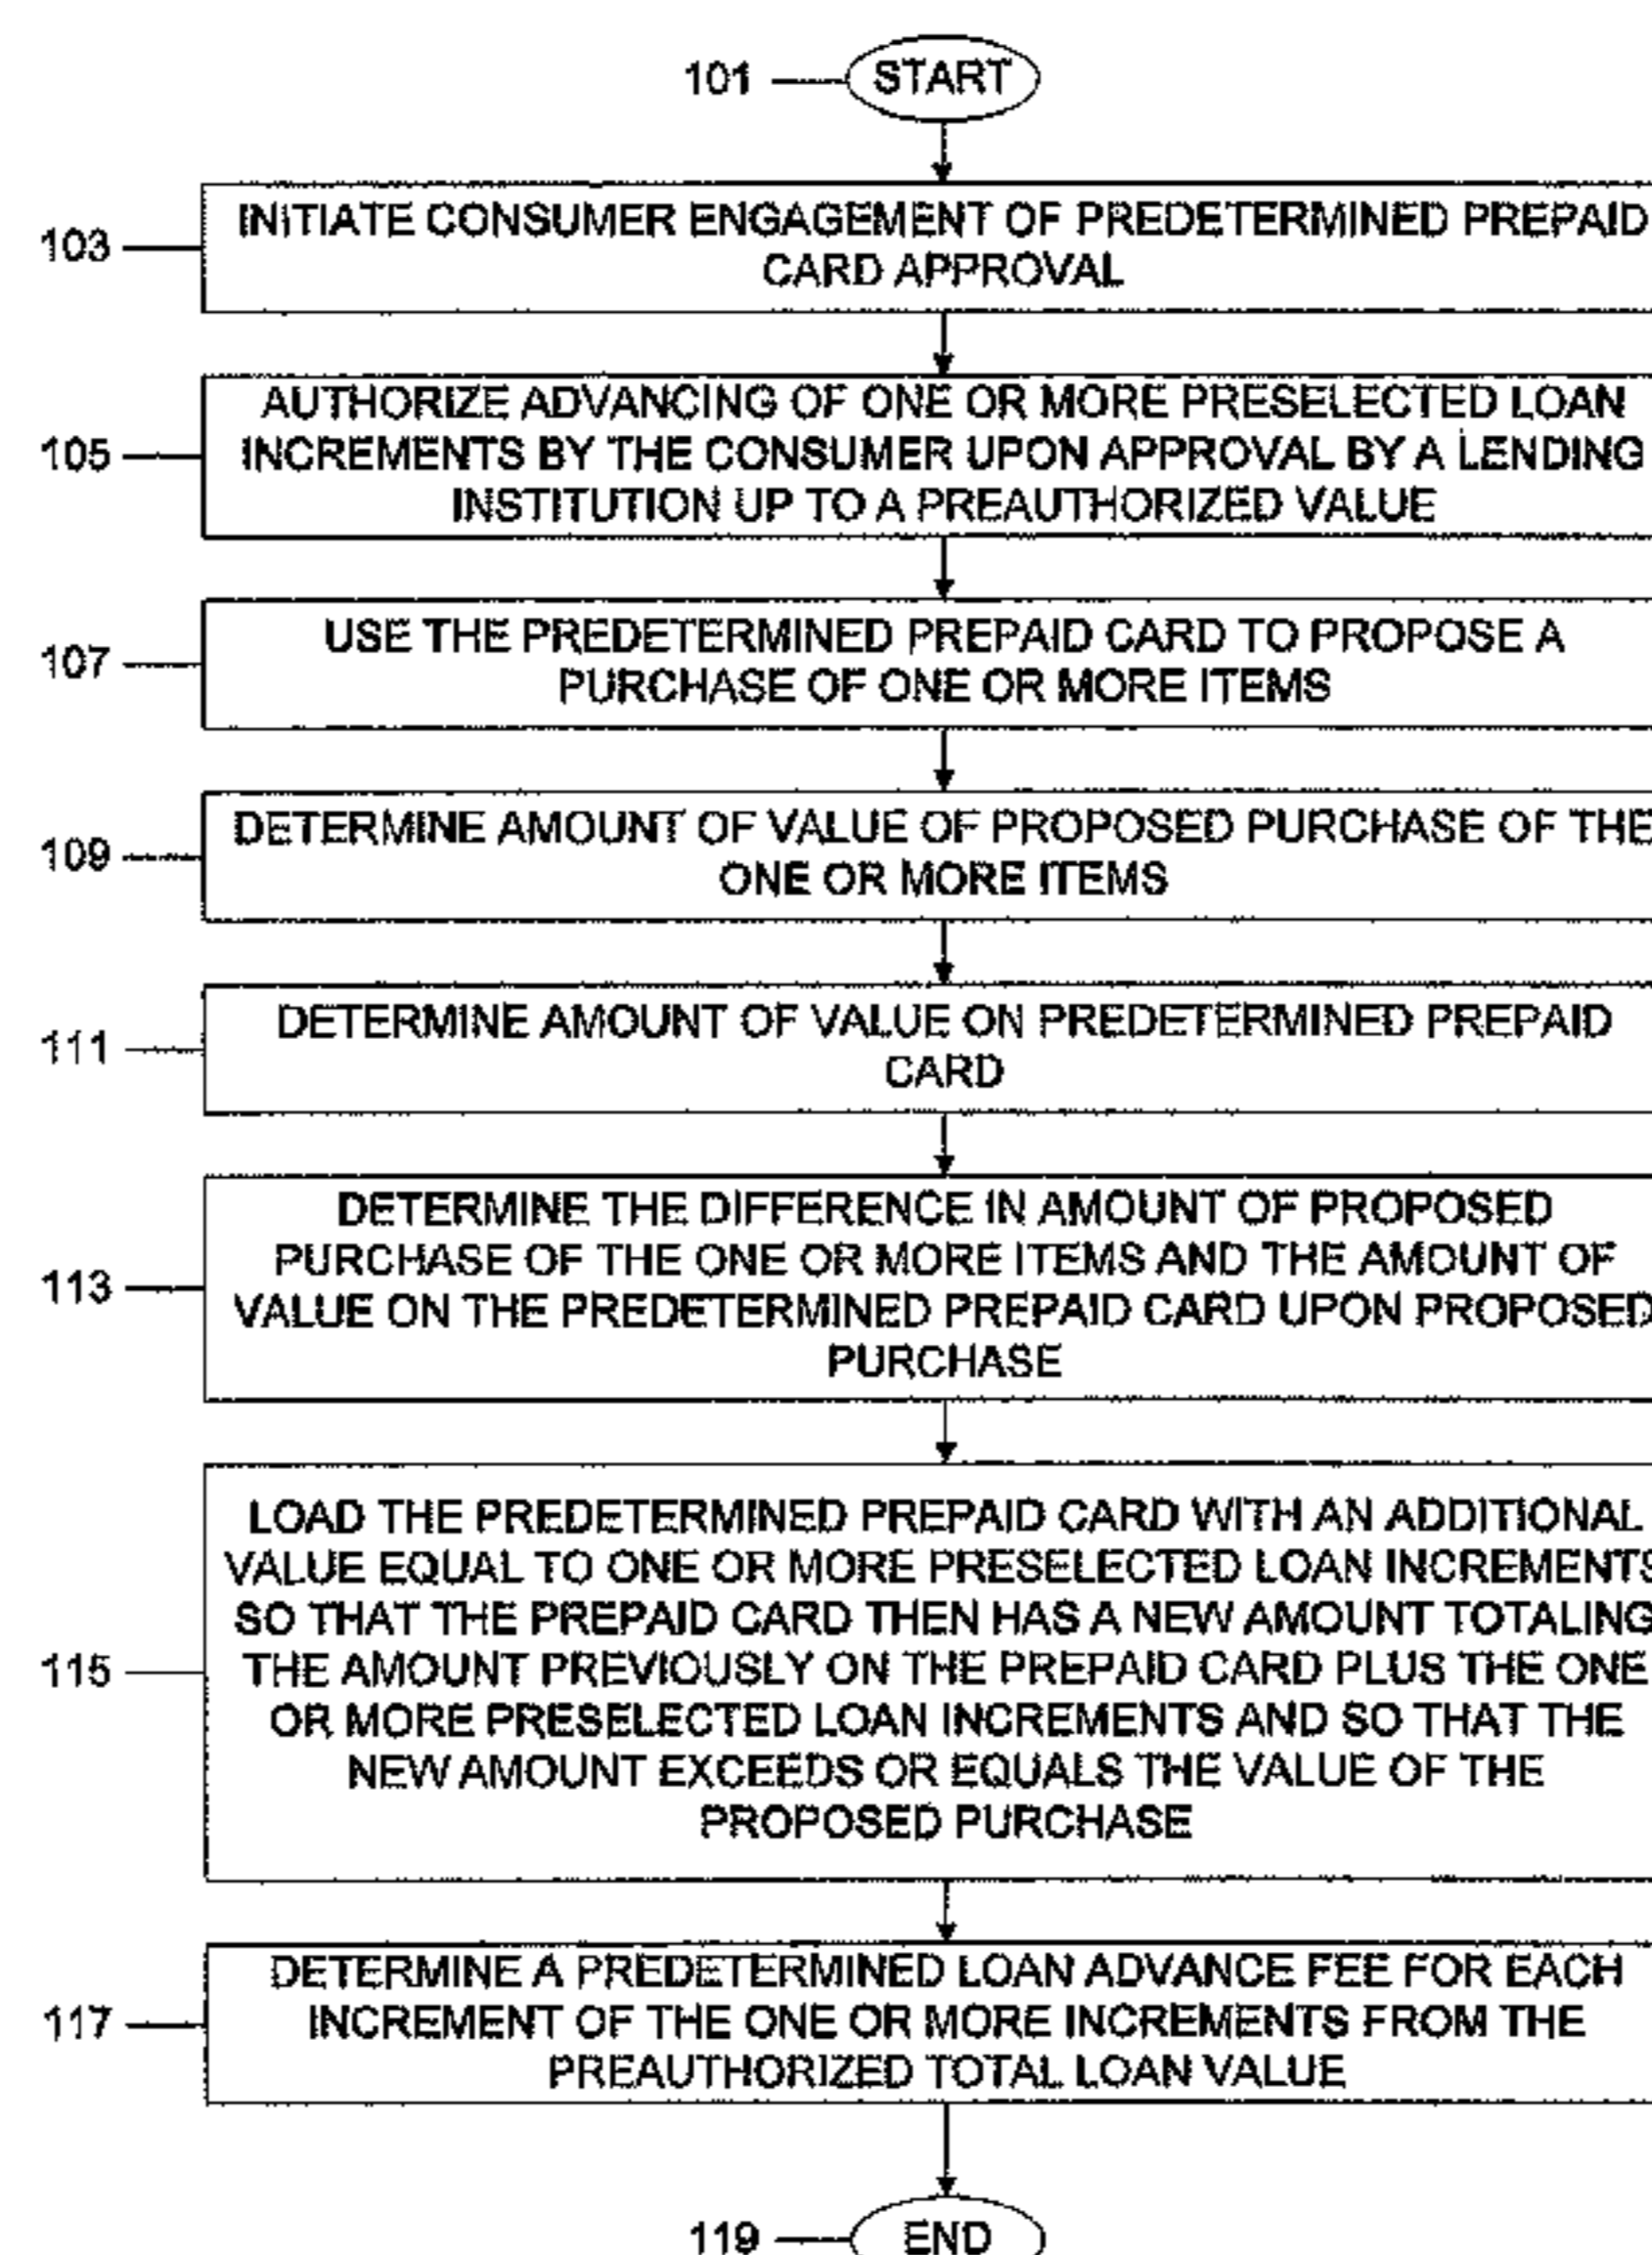 101 START
103 INITIATE CONSUMER ENGAGEMENT OF PREDETERMINED PREPAID
CARD APPROVAL
AUTHORIZE ADVANCING OF ONE OR MORE PRESELECTED LOAN
105 INCREMENTS BY THE CONSUMER UPON APPROVAL BY A LENDING
INSTITUTION UP TO A PREAUTHORIZED VALUE
107 USE THE PREDETERMINED PREPAID CARD TO PROPOSE A
PURCHASE OF ONE OR MORE ITEMS
109 DETERMINE AMOUNT OF VALUE OF PROPOSED PURCHASE OF THE
ONE OR MORE ITEMS
111 DETERMINE AMOUNT OF VALUE ON PREDETERMINED PREPAID
CARD
DETERMINE THE DIFFERENCE IN AMOUNT OF PROPOSED
PURCHASE OF THE ONE OR MORE ITEMS AND THE AMOUNT OF
113 VALUE ON THE PREDETERMINED PREPAID CARD UPON PROPOSED
PURCHASE
LOAD THE PREDETERMINED PREPAID CARD WITH AN ADDITIONAL
VALUE EQUAL TO ONE OR MORE PRESELECTED LOAN INCREMENTS
SO THAT THE PREPAID CARD THEN HAS A NEW AMOUNT TOTALING
115 THE AMOUNT PREVIOUSLY ON THE PREPAID CARD PLUS THE ONE
OR MORE PRESELECTED LOAN INCREMENTS AND SO THAT THE
NEW AMOUNT EXCEEDS OR EQUALS THE VALUE OF THE
PROPOSED PURCHASE
DETERMINE A PREDETERMINED LOAN ADVANCE FEE FOR EACH
117 INCREMENT OF THE ONE OR MORE INCREMENTS FROM THE
PREAUTHORIZED TOTAL LOAN VALUE
119 END